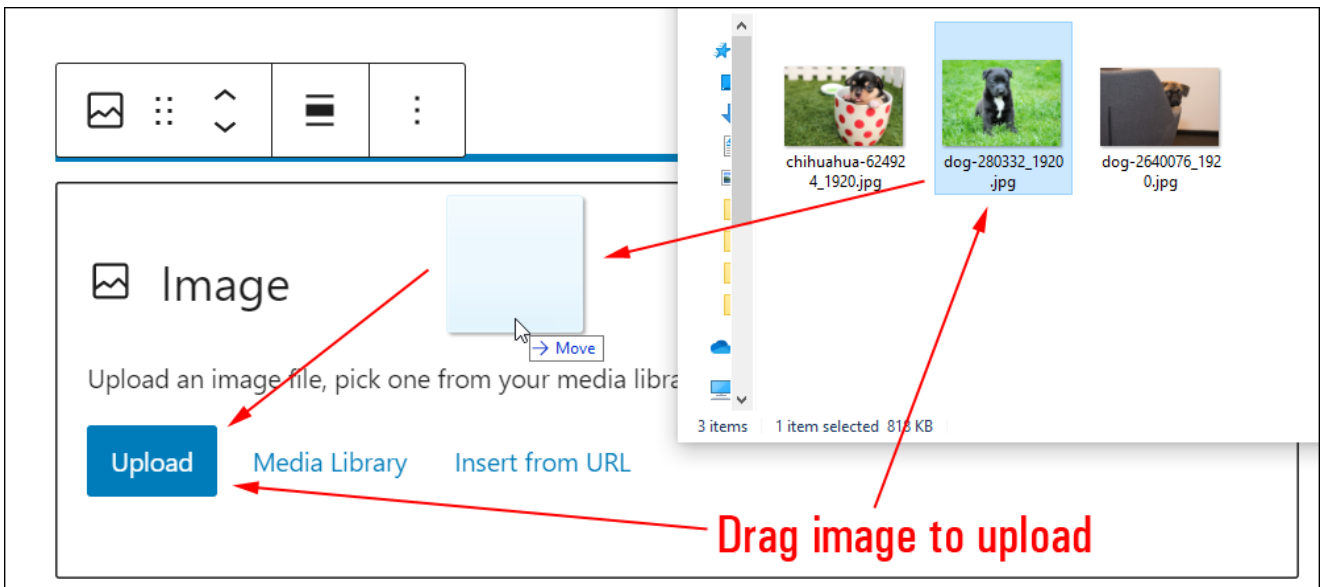 chihuahua-62492
4_1920.jpg
dog-280332_1920
.jpg
dog-2640076_192
0.jpg
Image
Move
Upload an image file, pick one from your media libra
3 items
1 item selected 818 KB
Upload
Media Library
Insert from URL
Drag image to upload